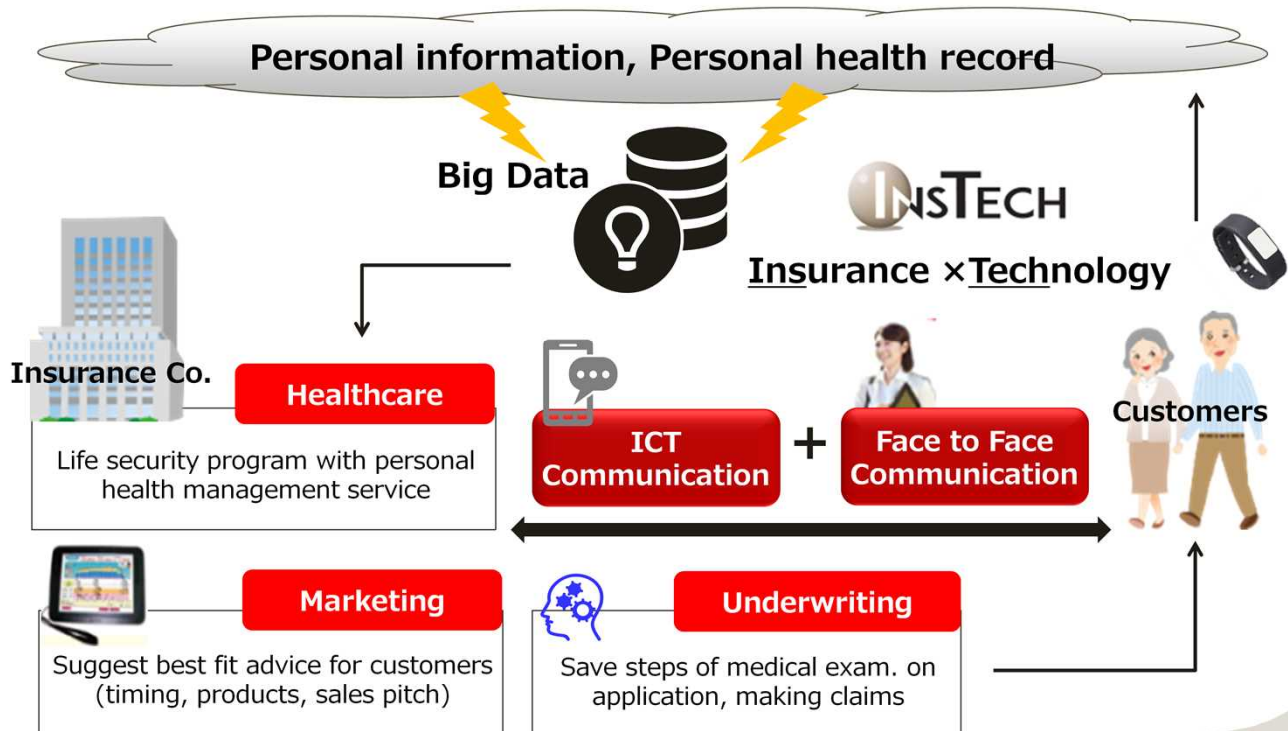 Personal information, Personal health record
Big Data
INSTECH
Insurance ×Technology
Insurance Co.
Healthcare
Life security program with personal
health management service
ICT
Communication
+
Face to Face
Communication
Customers
Marketing
Suggest best fit advice for customers
(timing, products, sales pitch)
Underwriting
Save steps of medical exam. on
application, making claims